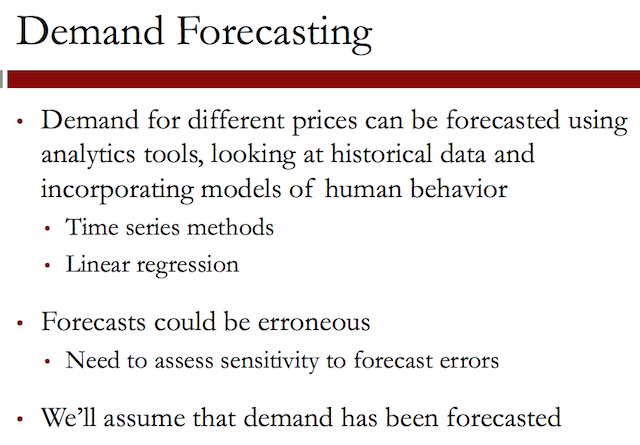 Demand Forecasting
• Demand for different prices can be forecasted using
analytics tools, looking at historical data and
incorporating models of human behavior
• Time series methods
• Linear regression
• Forecasts could be erroneous
• Need to assess sensitivity to forecast errors
• We'll assume that demand has been forecasted